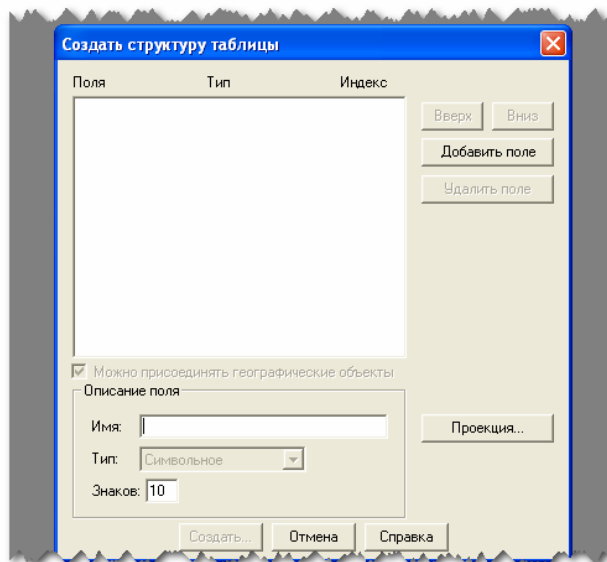 Создать структуру таблицы
Поля Тип Индекс
Вверх Вниз
Добавить поле
Удалить поле
Можно присоединять географические объекты
Описание поля
Имя:
Проекция...
Тип: Символьное
Знаков: 10
Создать... Отмена Справка